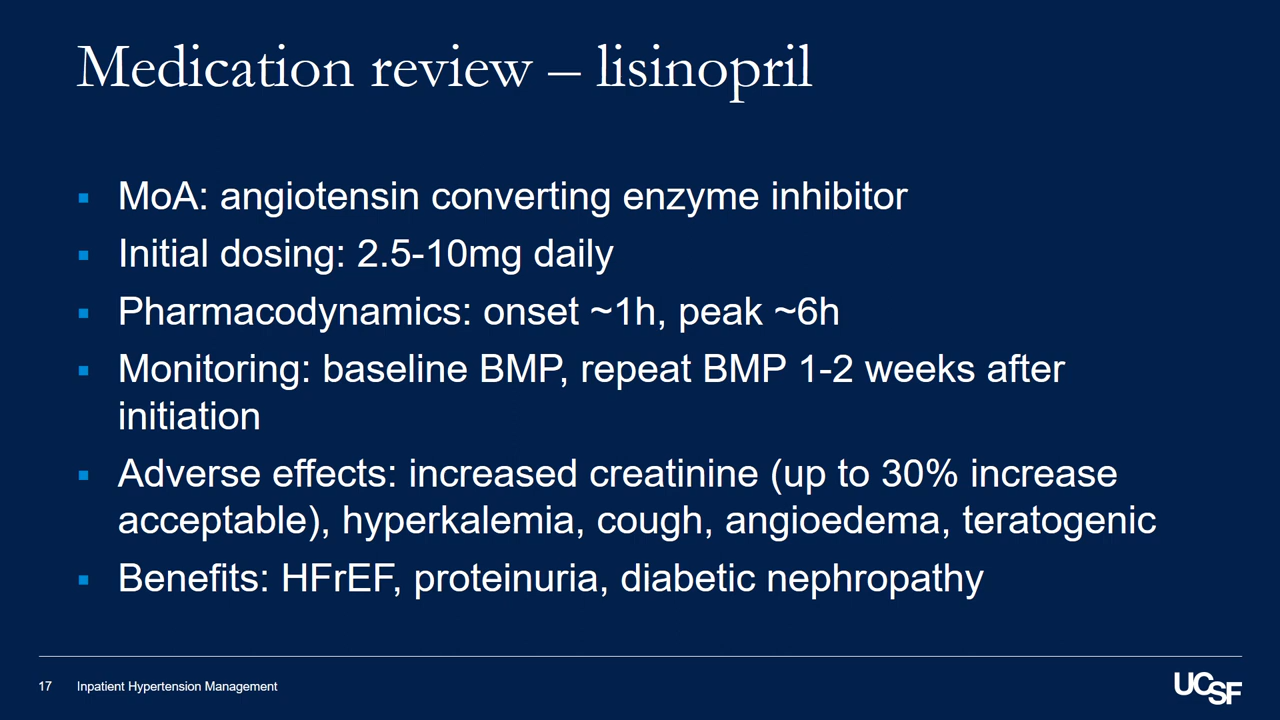 Medication review – lisinopril
▪ MoA: angiotensin converting enzyme inhibitor
▪ Initial dosing: 2.5-10mg daily
▪ Pharmacodynamics: onset ~1h, peak ~6h
▪ Monitoring: baseline BMP, repeat BMP 1-2 weeks after
initiation
▪ Adverse effects: increased creatinine (up to 30% increase
acceptable), hyperkalemia, cough, angioedema, teratogenic
▪ Benefits: HFrEF, proteinuria, diabetic nephropathy
17 Inpatient Hypertension Management
UCSF